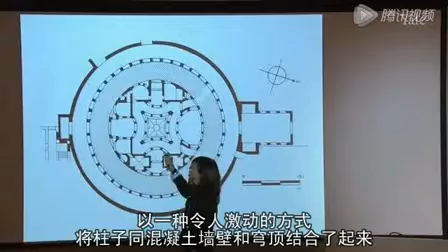 腾讯视频
以一种令人激动的方式
将柱子同混凝土墙壁和穹顶结合了起来